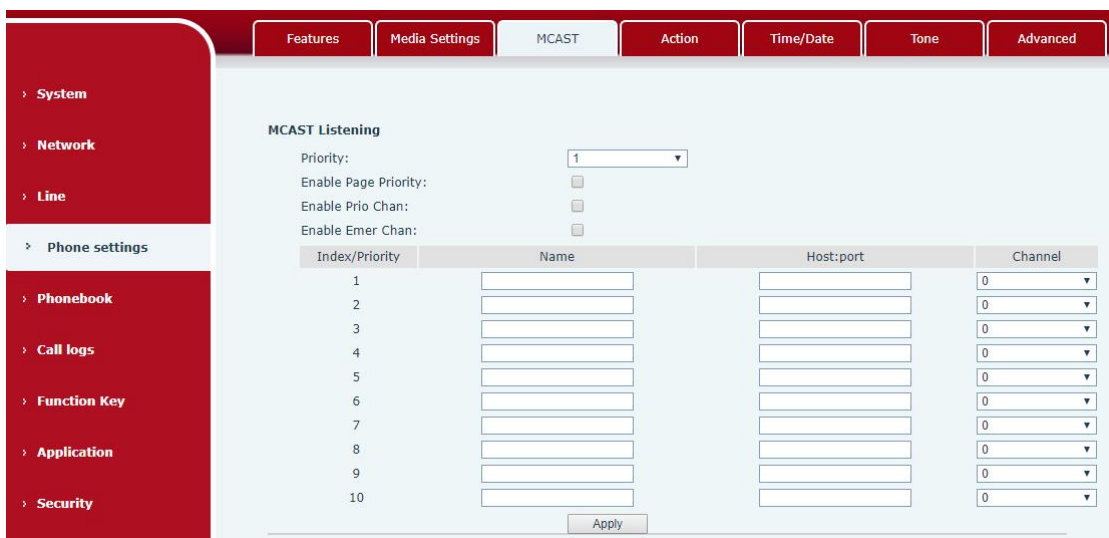 Features Media Settings MCAST Action Time/Date Tone Advanced
› System
› Network
› Line
› Phone settings
› Phonebook
› Call logs
› Function Key
› Application
› Security
MCAST Listening
Priority: 1
Enable Page Priority:
Enable Prio Chan:
Enable Emer Chan:
Index/Priority Name Host:port Channel
1 0
2 0
3 0
4 0
5 0
6 0
7 0
8 0
9 0
10 0
Apply